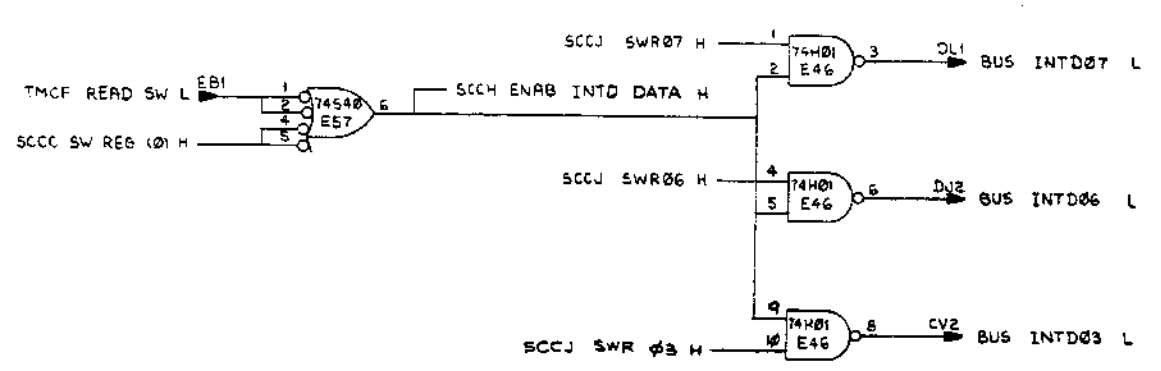 SCCJ SWR07 H
1
2
74H01
E46
3
DL1
BUS INTD07 L
TMCF READ SW L
EB1
1
2
4
5
74S40
E57
6
SCCH ENAB INTD DATA H
SCCC SW REG (0) H
SCCJ SWR06 H
4
5
74H01
E46
6
DJ2
BUS INTD06 L
9
10
74H01
E46
8
CV2
BUS INTD03 L
SCCJ SWR 03 H